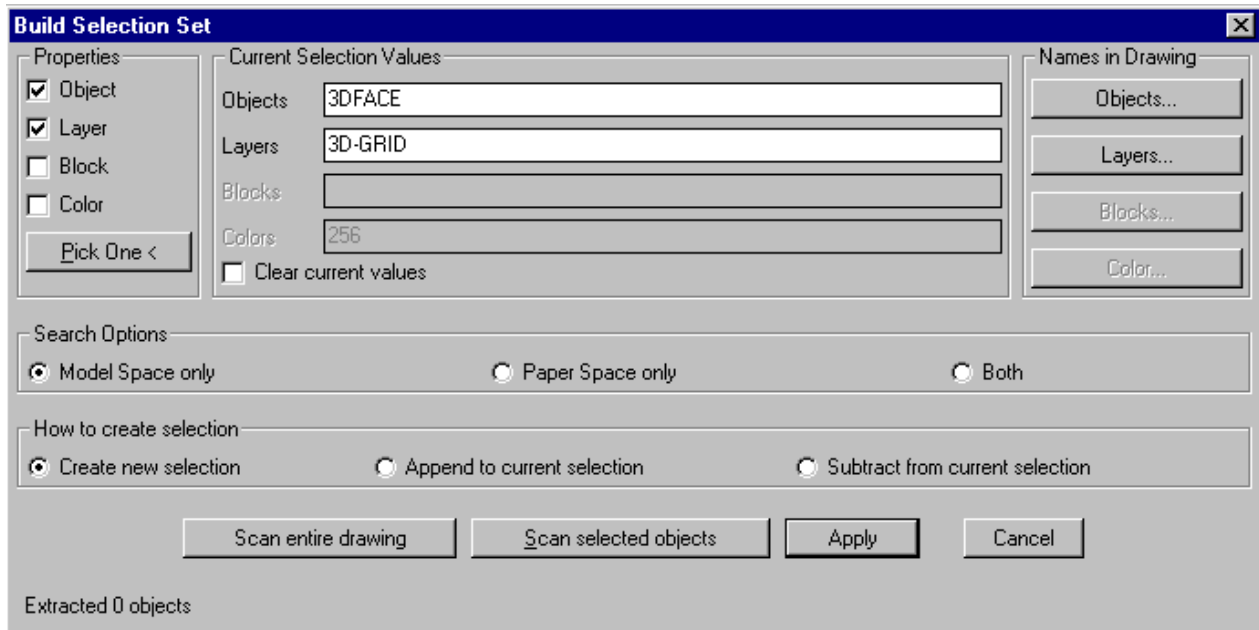 Build Selection Set
Properties
Object
Layer
Block
Color
Pick One <
Current Selection Values
Objects 3DFACE
Layers 3D-GRID
Blocks
Colors 256
Clear current values
Names in Drawing
Objects...
Layers...
Blocks...
Color...
Search Options
Model Space only Paper Space only Both
How to create selection
Create new selection Append to current selection Subtract from current selection
Scan entire drawing Scan selected objects Apply Cancel
Extracted 0 objects